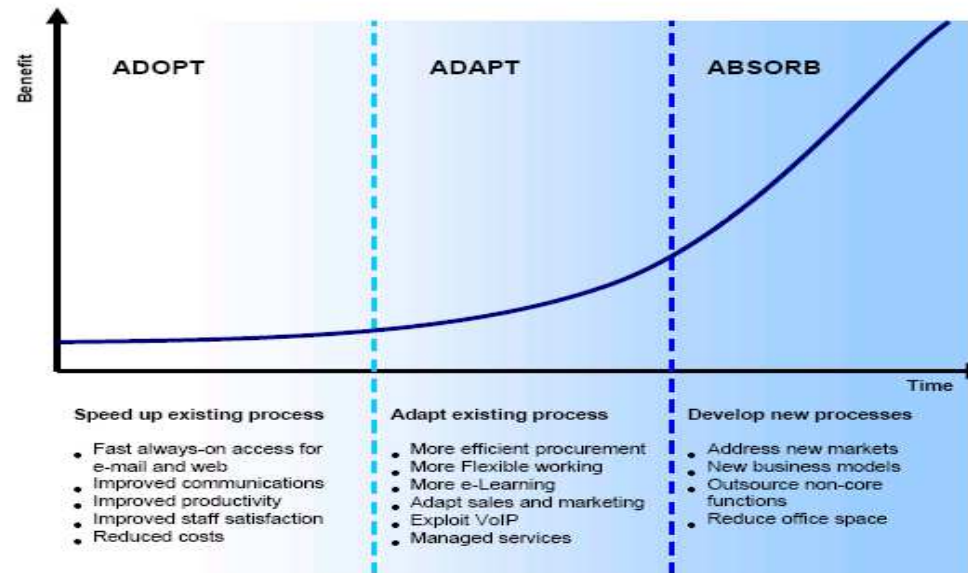 Benefit
ADOPT
ADAPT
ABSORB
Time
Speed up existing process
• Fast always-on access for
e-mail and web
• Improved communications
• Improved productivity
• Improved staff satisfaction
• Reduced costs
Adapt existing process
• More efficient procurement
• More Flexible working
• More e-Learning
• Adapt sales and marketing
• Exploit VoIP
• Managed services
Develop new processes
• Address new markets
• New business models
• Outsource non-core
functions
• Reduce office space